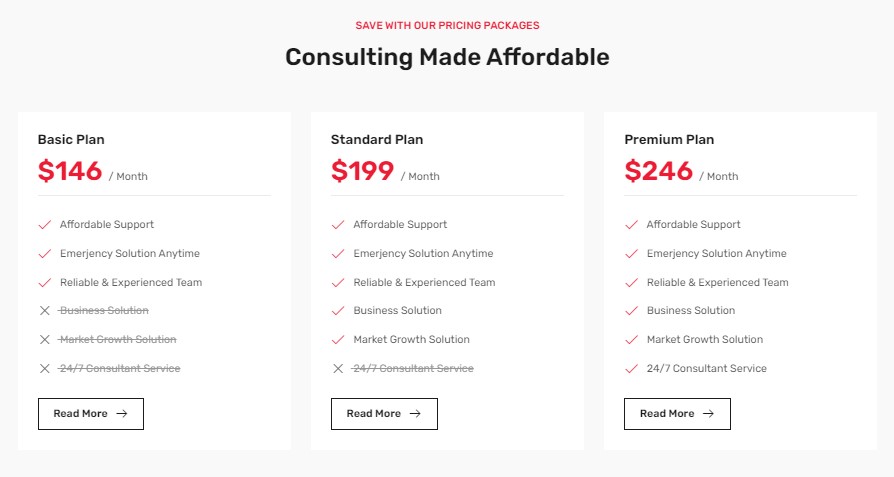 SAVE WITH OUR PRICING PACKAGES
Consulting Made Affordable
Basic Plan
$146 / Month
Affordable Support
Emerjency Solution Anytime
Reliable & Experienced Team
Business Solution
Market Growth Solution
24/7 Consultant Service
Read More
Standard Plan
$199 / Month
Affordable Support
Emerjency Solution Anytime
Reliable & Experienced Team
Business Solution
Market Growth Solution
24/7 Consultant Service
Read More
Premium Plan
$246 / Month
Affordable Support
Emerjency Solution Anytime
Reliable & Experienced Team
Business Solution
Market Growth Solution
24/7 Consultant Service
Read More